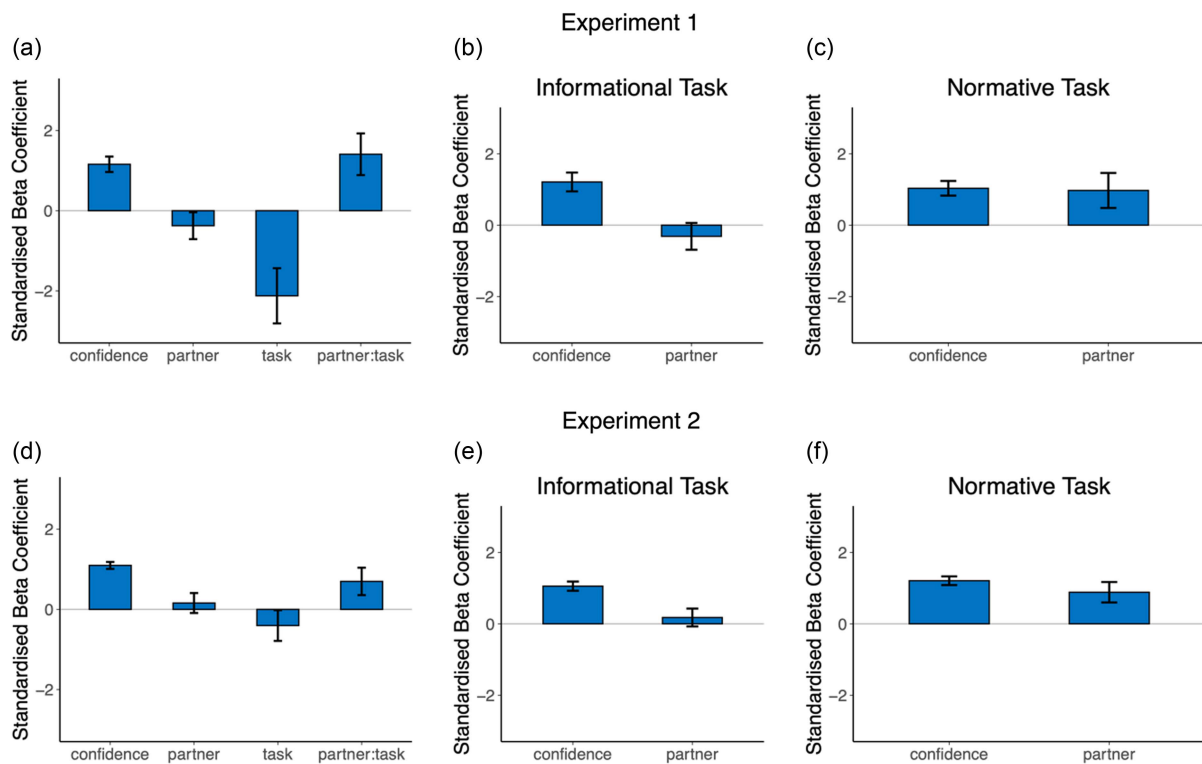 Experiment 1
(a)
(b)
(c)
Informational Task
Normative Task
Standardised Beta Coefficient
2
0
−2
confidence
partner
task
partner:task
Standardised Beta Coefficient
2
0
−2
confidence
partner
Standardised Beta Coefficient
2
0
−2
confidence
partner
Experiment 2
(d)
(e)
(f)
Informational Task
Normative Task
Standardised Beta Coefficient
2
0
−2
confidence
partner
task
partner:task
Standardised Beta Coefficient
2
0
−2
confidence
partner
Standardised Beta Coefficient
2
0
−2
confidence
partner